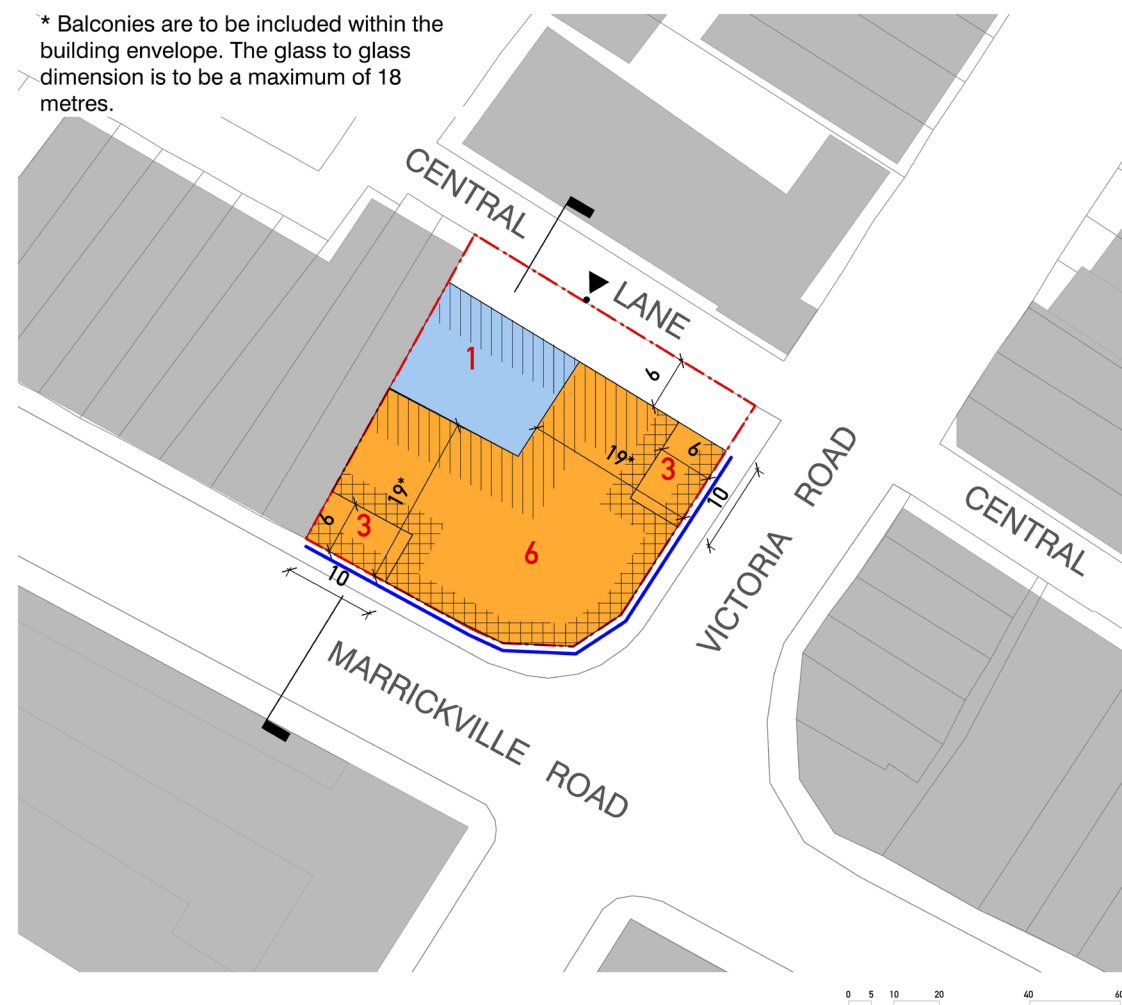 * Balconies are to be included within the
building envelope. The glass to glass
dimension is to be a maximum of 18
metres.
CENTRAL
LANE
1
6
19*
6
3
10
VICTORIA ROAD
CENTRAL
19*
6
3
6
10
MARRICKVILLE ROAD
0 5 10 20 40 60